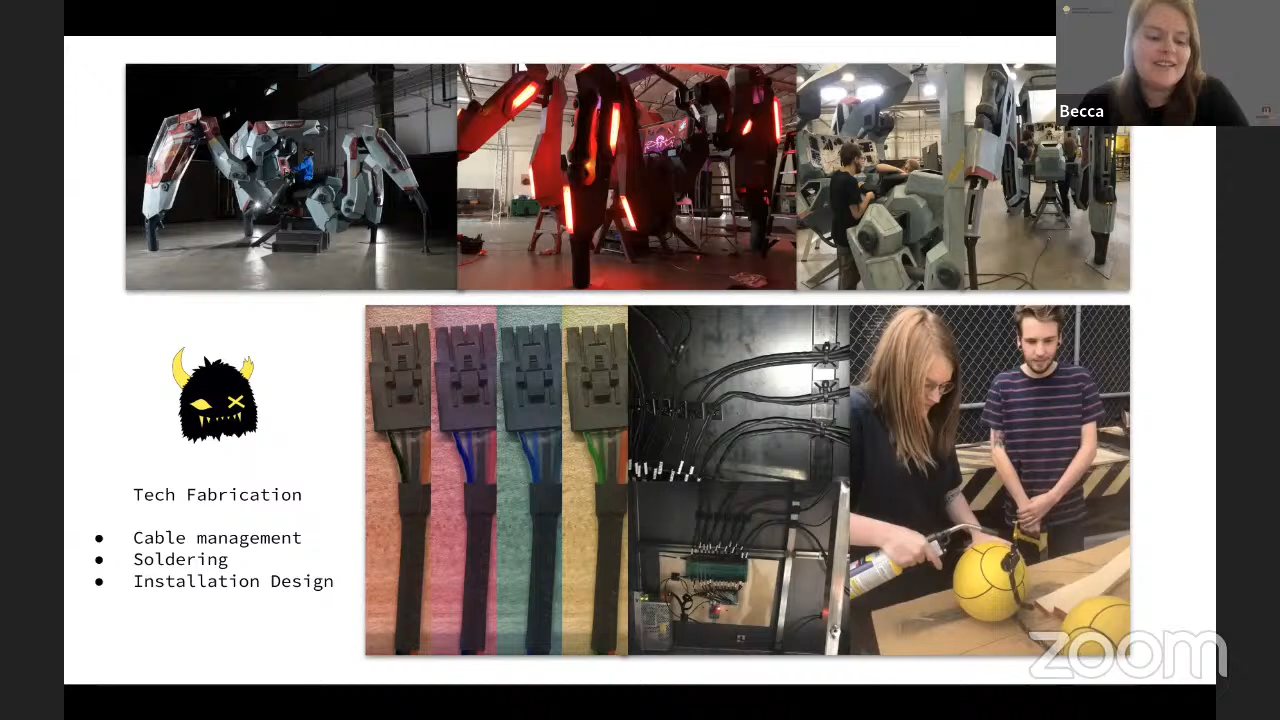 Becca
Tech Fabrication
● Cable management
● Soldering
● Installation Design
zoom